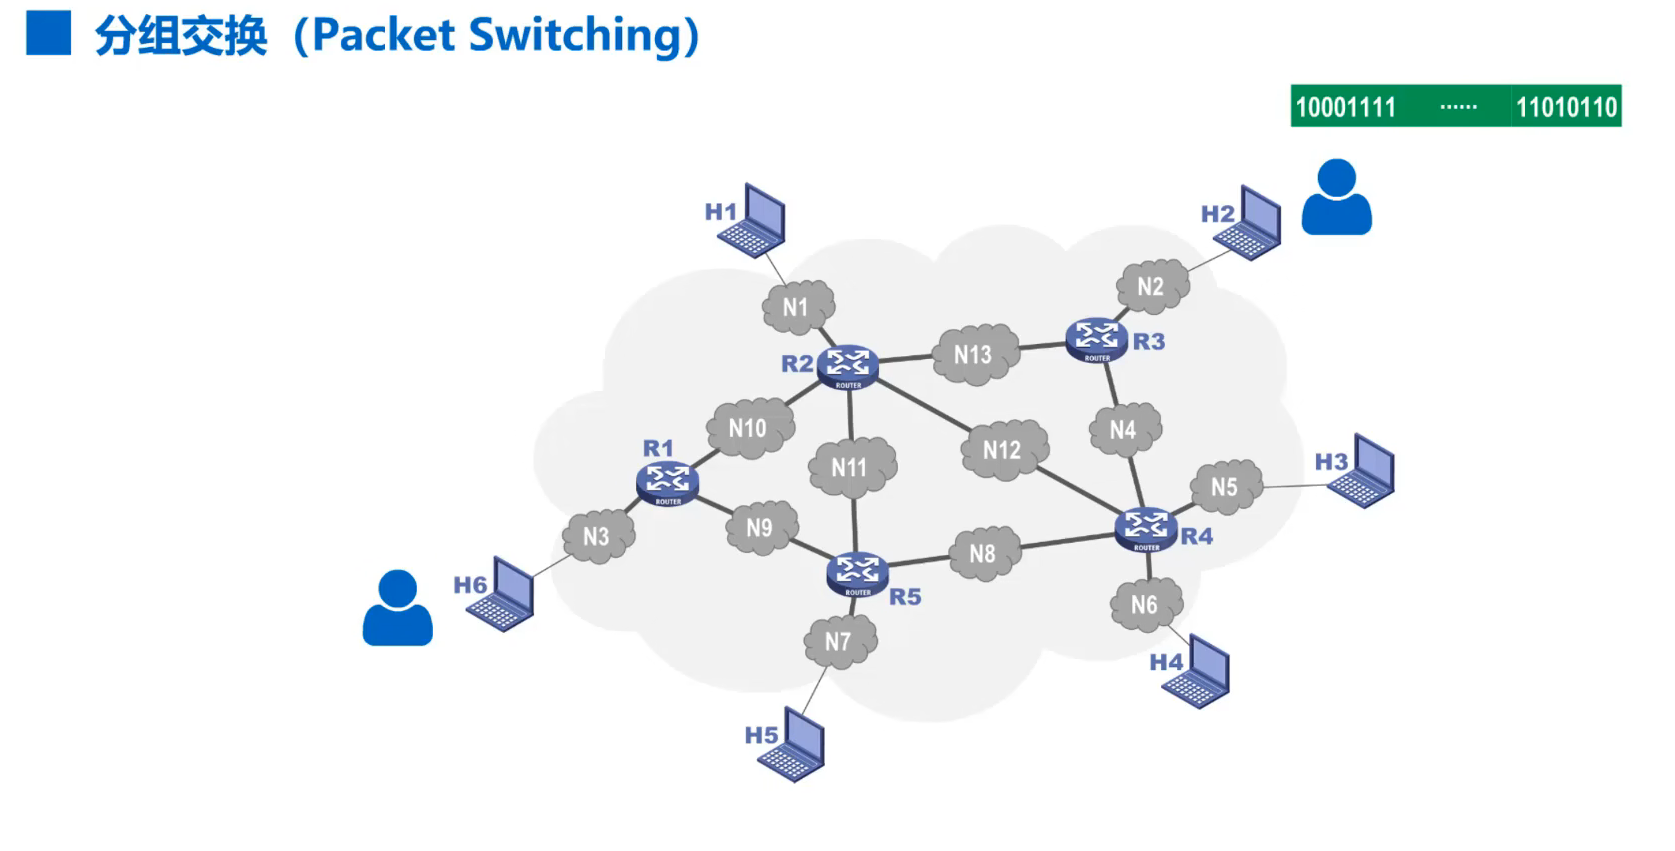 分组交换（Packet Switching）
10001111 ······ 11010110
H1
H2
N2
N1
R3
N13
R2
ROUTER
ROUTER
N10
N4
N12
R1
H3
N11
N5
ROUTER
N9
N3
R4
ROUTER
N8
H6
R5
ROUTER
N6
N7
H4
H5